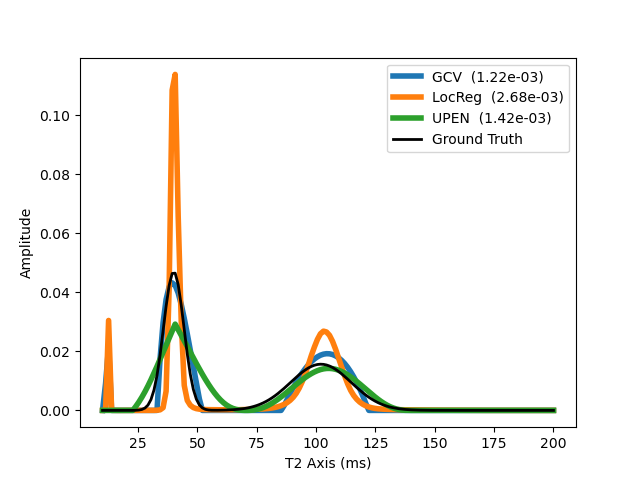 GCV (1.22e-03)
LocReg (2.68e-03)
UPEN (1.42e-03)
Ground Truth
Amplitude
0.10
0.08
0.06
0.04
0.02
0.00
25 50 75 100 125 150 175 200
T2 Axis (ms)